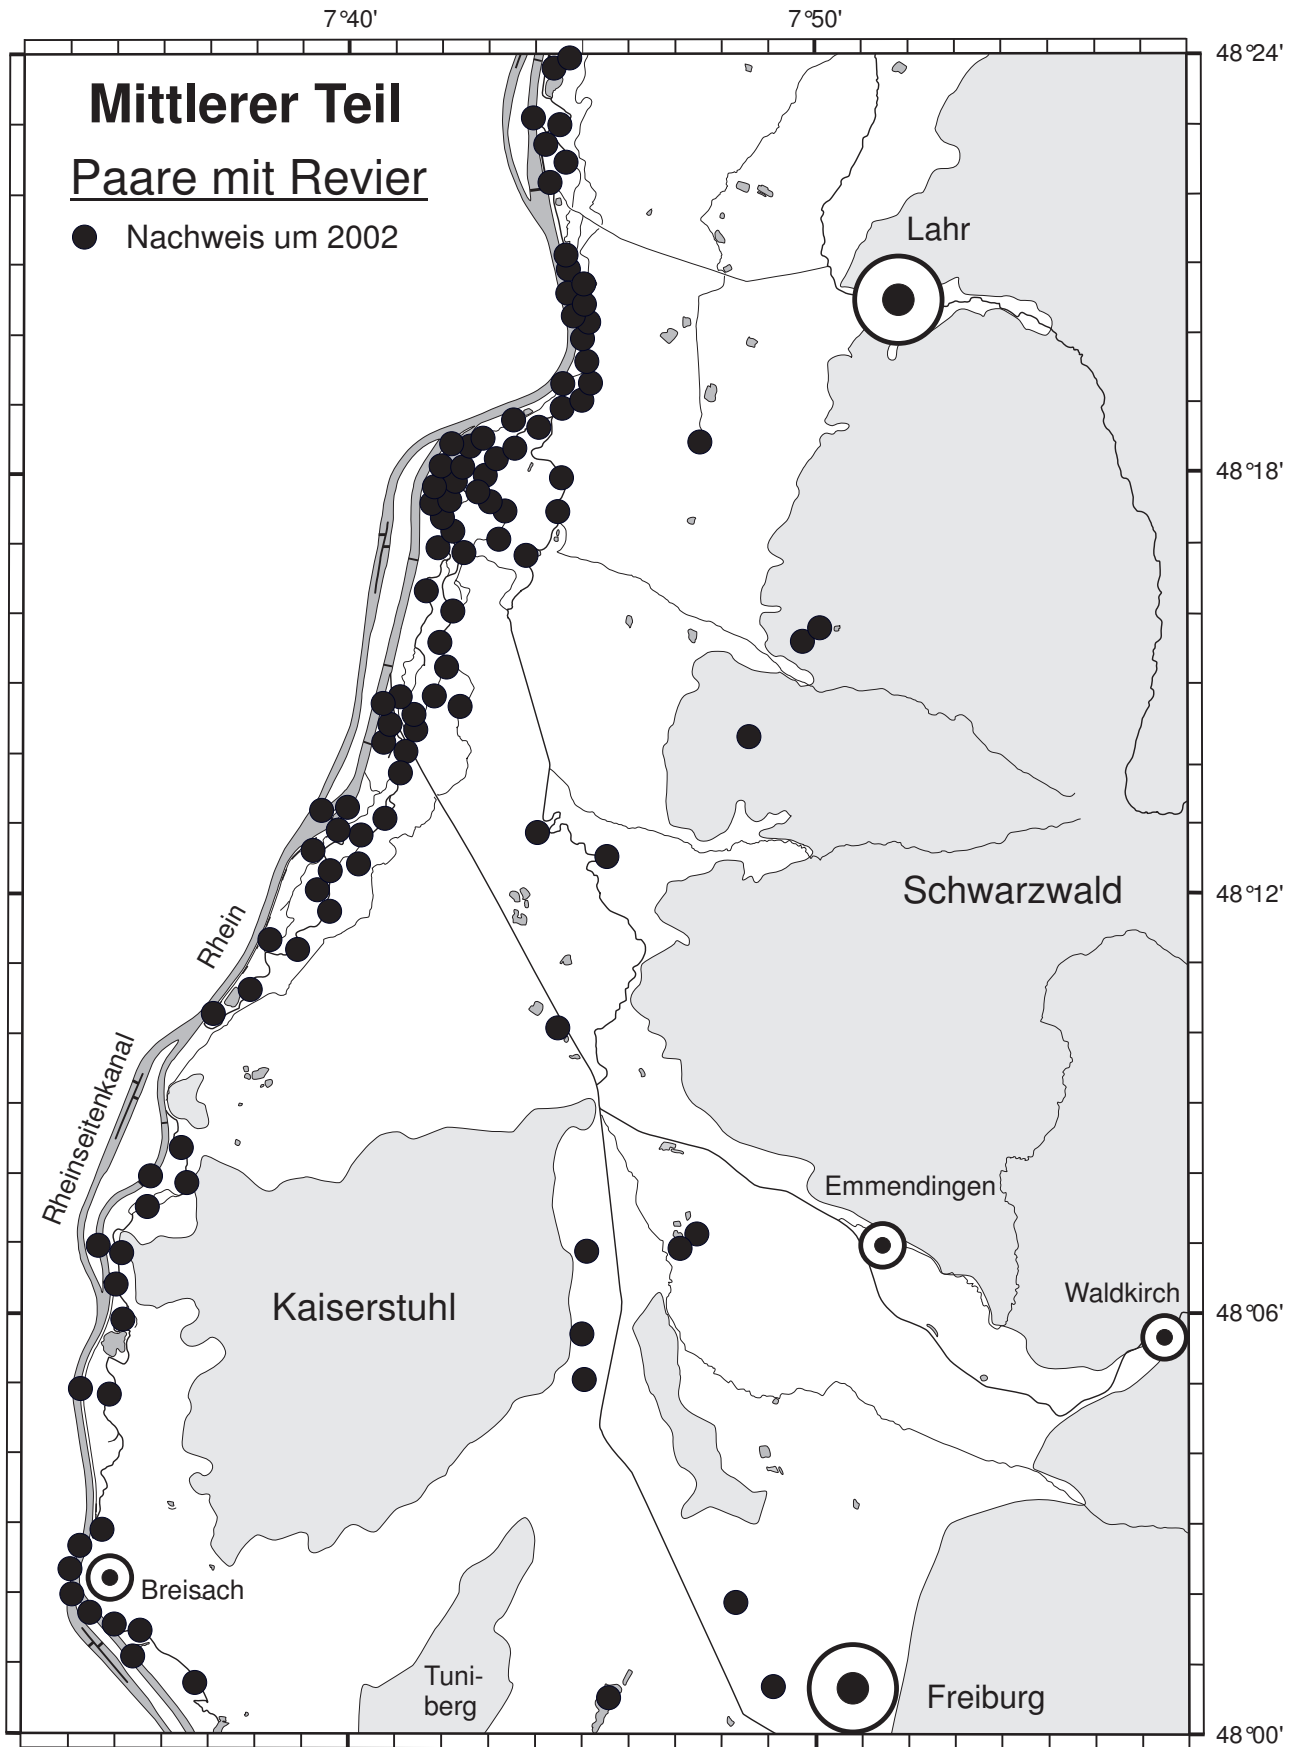 7°40'
7°50'
48°24'
Mittlerer Teil
Paare mit Revier
Nachweis um 2002
Lahr
48°18'
Schwarzwald
48°12'
Rhein
Rheinseitenkanal
Emmendingen
Waldkirch
Kaiserstuhl
48°06'
Breisach
Tuni-
berg
Freiburg
48°00'